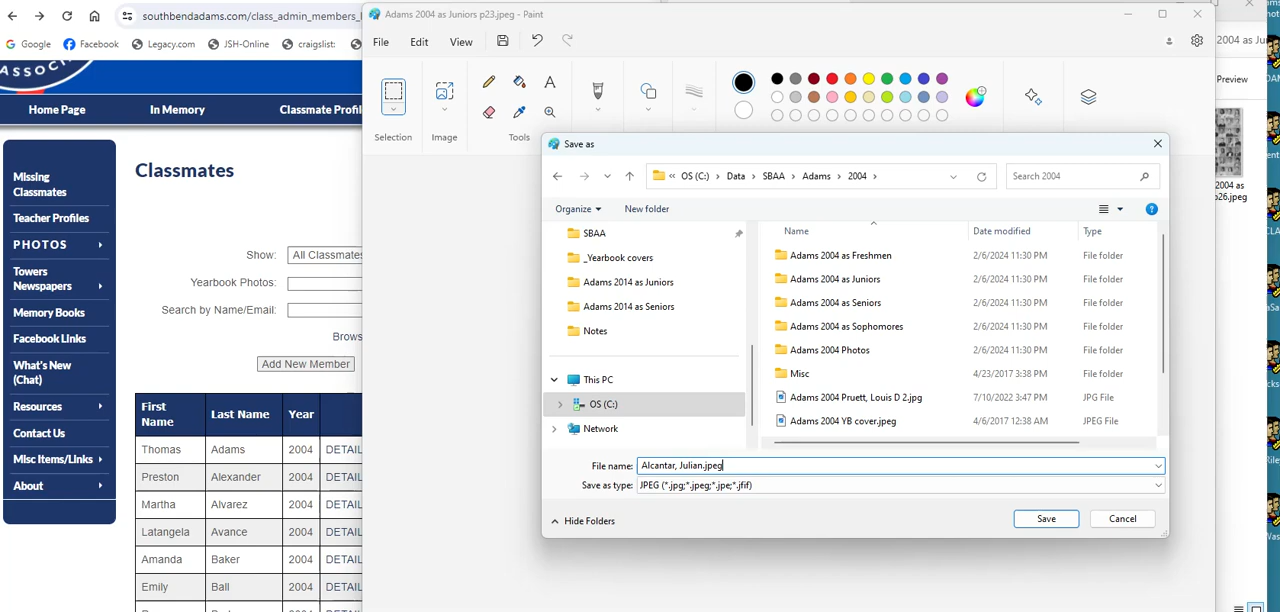 southbendadams.com/class_admin_members_l
Google Facebook Legacy.com JSH-Online craigslist:
ASSOCI
Home Page In Memory Classmate Profil
Missing
Classmates
Teacher Profiles
PHOTOS
Towers
Newspapers
Memory Books
Facebook LInks
What's New
(Chat)
Resources
Contact Us
Misc Items/Links
About
Classmates
Show: All Classmates
Yearbook Photos:
Search by Name/Email:
Brows
Add New Member
First Name Last Name Year
Thomas Adams 2004 DETAIL
Preston Alexander 2004 DETAIL
Martha Alvarez 2004 DETAIL
Latangela Avance 2004 DETAIL
Amanda Baker 2004 DETAIL
Emily Ball 2004 DETAIL
Adams 2004 as Juniors p23.jpeg - Paint
File Edit View
Selection Image Tools
Save as
« OS (C:) › Data › SBAA › Adams › 2004 ›
Search 2004
Organize New folder
SBAA
_Yearbook covers
Adams 2014 as Juniors
Adams 2014 as Seniors
Notes
This PC
OS (C:)
Network
Name Date modified Type
Adams 2004 as Freshmen 2/6/2024 11:30 PM File folder
Adams 2004 as Juniors 2/6/2024 11:30 PM File folder
Adams 2004 as Seniors 2/6/2024 11:30 PM File folder
Adams 2004 as Sophomores 2/6/2024 11:30 PM File folder
Adams 2004 Photos 2/6/2024 11:30 PM File folder
Misc 4/23/2017 3:38 PM File folder
Adams 2004 Pruett, Louis D 2.jpg 7/10/2022 3:47 PM JPG File
Adams 2004 YB cover.jpeg 4/6/2017 12:38 AM JPEG File
File name: Alcantar, Julian.jpeg
Save as type: JPEG (*.jpg;*.jpeg;*.jpe;*.jfif)
Hide Folders
Save Cancel
2004 as Ju
Preview
2004 as
p26.jpeg